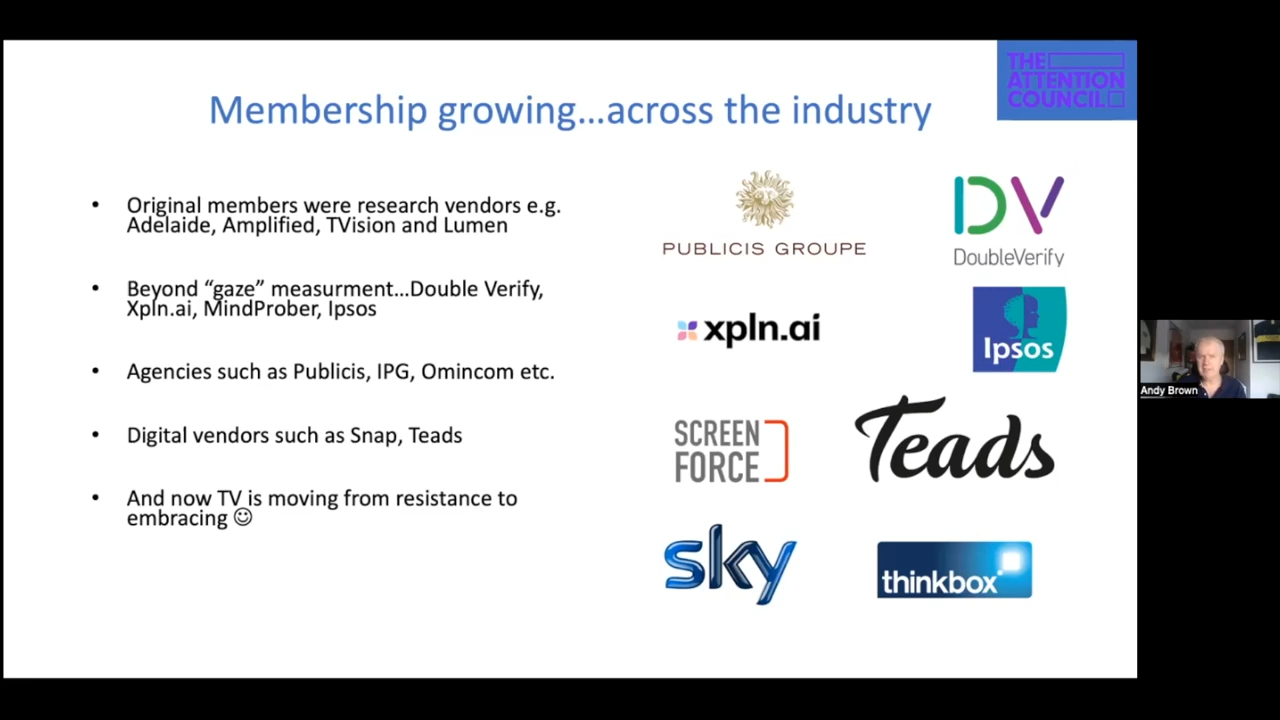 THE
ATTENTION
COUNCIL
Membership growing...across the industry
• Original members were research vendors e.g.
Adelaide, Amplified, TVision and Lumen
• Beyond “gaze” measurment...Double Verify,
Xpln.ai, MindProber, Ipsos
• Agencies such as Publicis, IPG, Omincom etc.
• Digital vendors such as Snap, Teads
• And now TV is moving from resistance to
embracing ☺
PUBLICIS GROUPE
DV
DoubleVerify
xpln.ai
Ipsos
SCREEN
FORCE
Teads
sky
thinkbox
Andy Brown